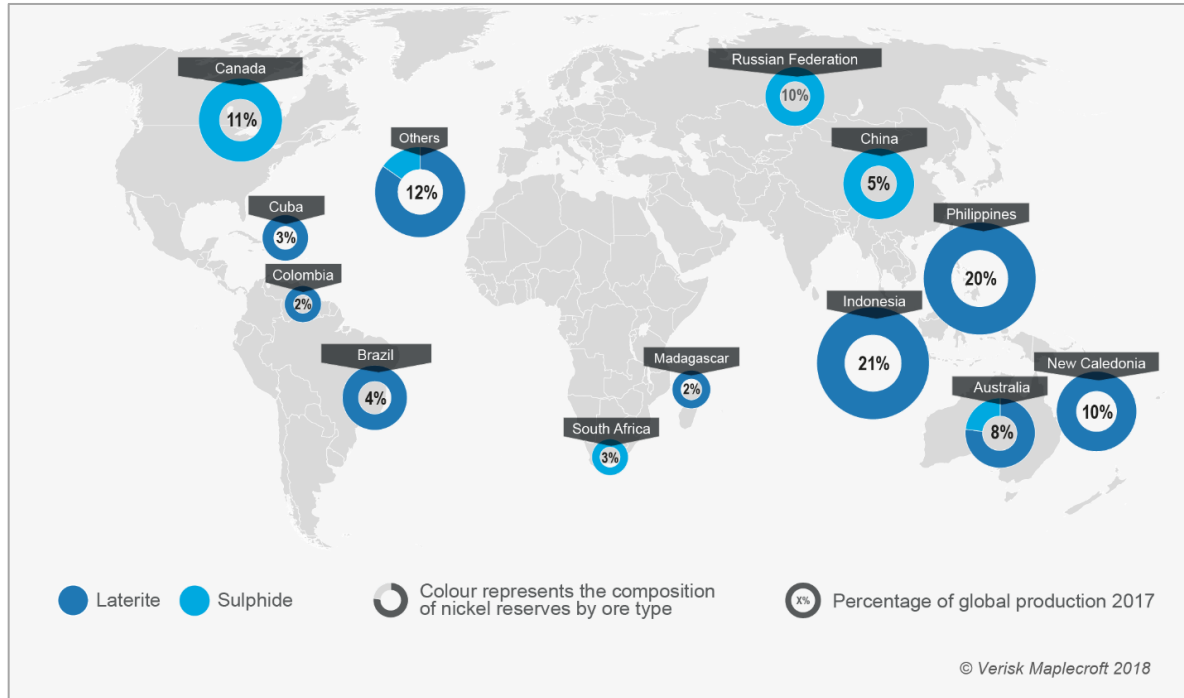 Canada
11%
Others
12%
Russian Federation
10%
China
5%
Cuba
3%
Colombia
2%
Brazil
4%
South Africa
3%
Madagascar
2%
Philippines
20%
Indonesia
21%
Australia
8%
New Caledonia
10%
Laterite
Sulphide
Colour represents the composition
of nickel reserves by ore type
X%
Percentage of global production 2017
© Verisk Maplecroft 2018